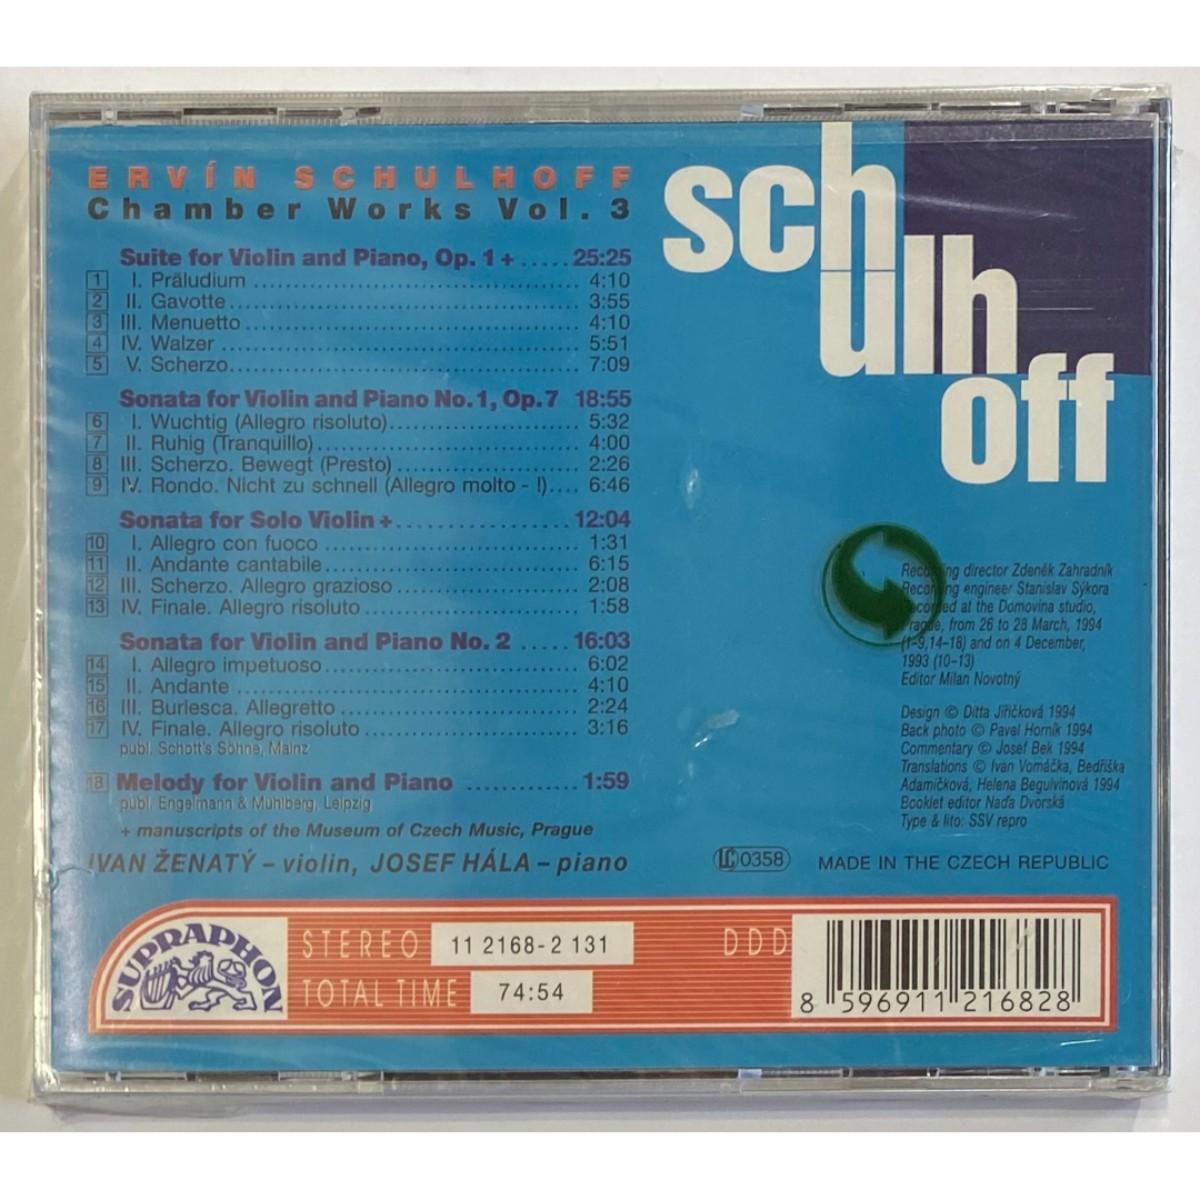 ERVÍN SCHULHOFF
Chamber Works Vol. 3
Suite for Violin and Piano, Op. 1 + ..... 25:25
1 I. Präludium 4:10
2 II. Gavotte 3:55
3 III. Menuetto 4:10
4 IV. Walzer 5:51
5 V. Scherzo 7:09
Sonata for Violin and Piano No. 1, Op. 7 18:55
6 I. Wuchtig (Allegro risoluto) 5:32
7 II. Ruhig (Tranquillo) 4:00
8 III. Scherzo. Bewegt (Presto) 2:26
9 IV. Rondo. Nicht zu schnell (Allegro molto - !) .... 6:46
Sonata for Solo Violin + 12:04
10 I. Allegro con fuoco 1:31
11 II. Andante cantabile 6:15
12 III. Scherzo. Allegro grazioso 2:08
13 IV. Finale. Allegro risoluto 1:58
Sonata for Violin and Piano No. 2 ..... 16:03
14 I. Allegro impetuoso 6:02
15 II. Andante 4:10
16 III. Burlesca. Allegretto 2:24
17 IV. Finale. Allegro risoluto 3:16
publ. Schott's Söhne, Mainz
18 Melody for Violin and Piano 1:59
publ. Engelmann & Mühlberg, Leipzig
+ manuscripts of the Museum of Czech Music, Prague
IVAN ŽENATÝ – violin, JOSEF HÁLA – piano
sch
ulh
off
Recording director Zdeněk Zahradník
Recording engineer Stanislav Sýkora
Recorded at the Domovina studio,
Prague, from 26 to 28 March, 1994
(1–9,14–18) and on 4 December,
1993 (10–13)
Editor Milan Novotný
Design © Ditta Jiřičková 1994
Back photo © Pavel Horník 1994
Commentary © Josef Bek 1994
Translations © Ivan Vomáčka, Bedřiška
Adamičková, Helena Beguivinová 1994
Booklet editor Naďa Dvorská
Type & lito: SSV repro
LC 0358 MADE IN THE CZECH REPUBLIC
SUPRAPHON
STEREO 11 2168-2 131 DDD
TOTAL TIME 74:54
8 596911 216828